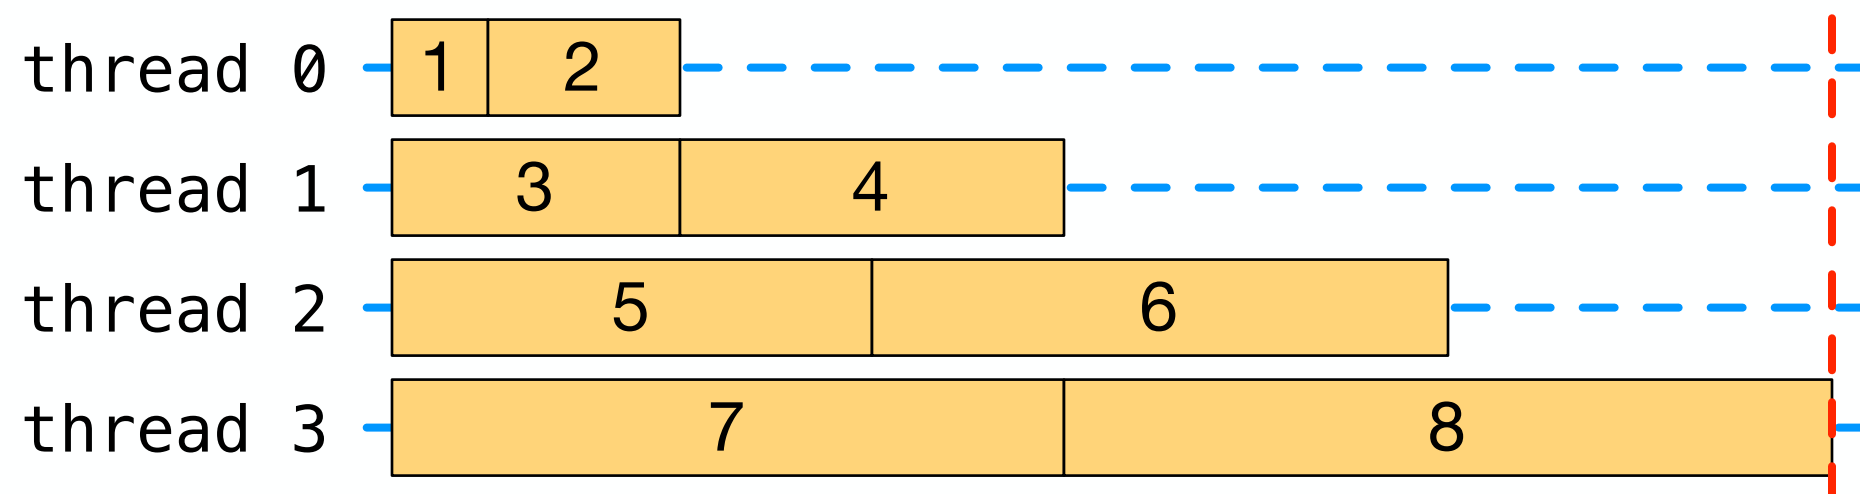 thread 0 1 2
thread 1 3 4
thread 2 5 6
thread 3 7 8